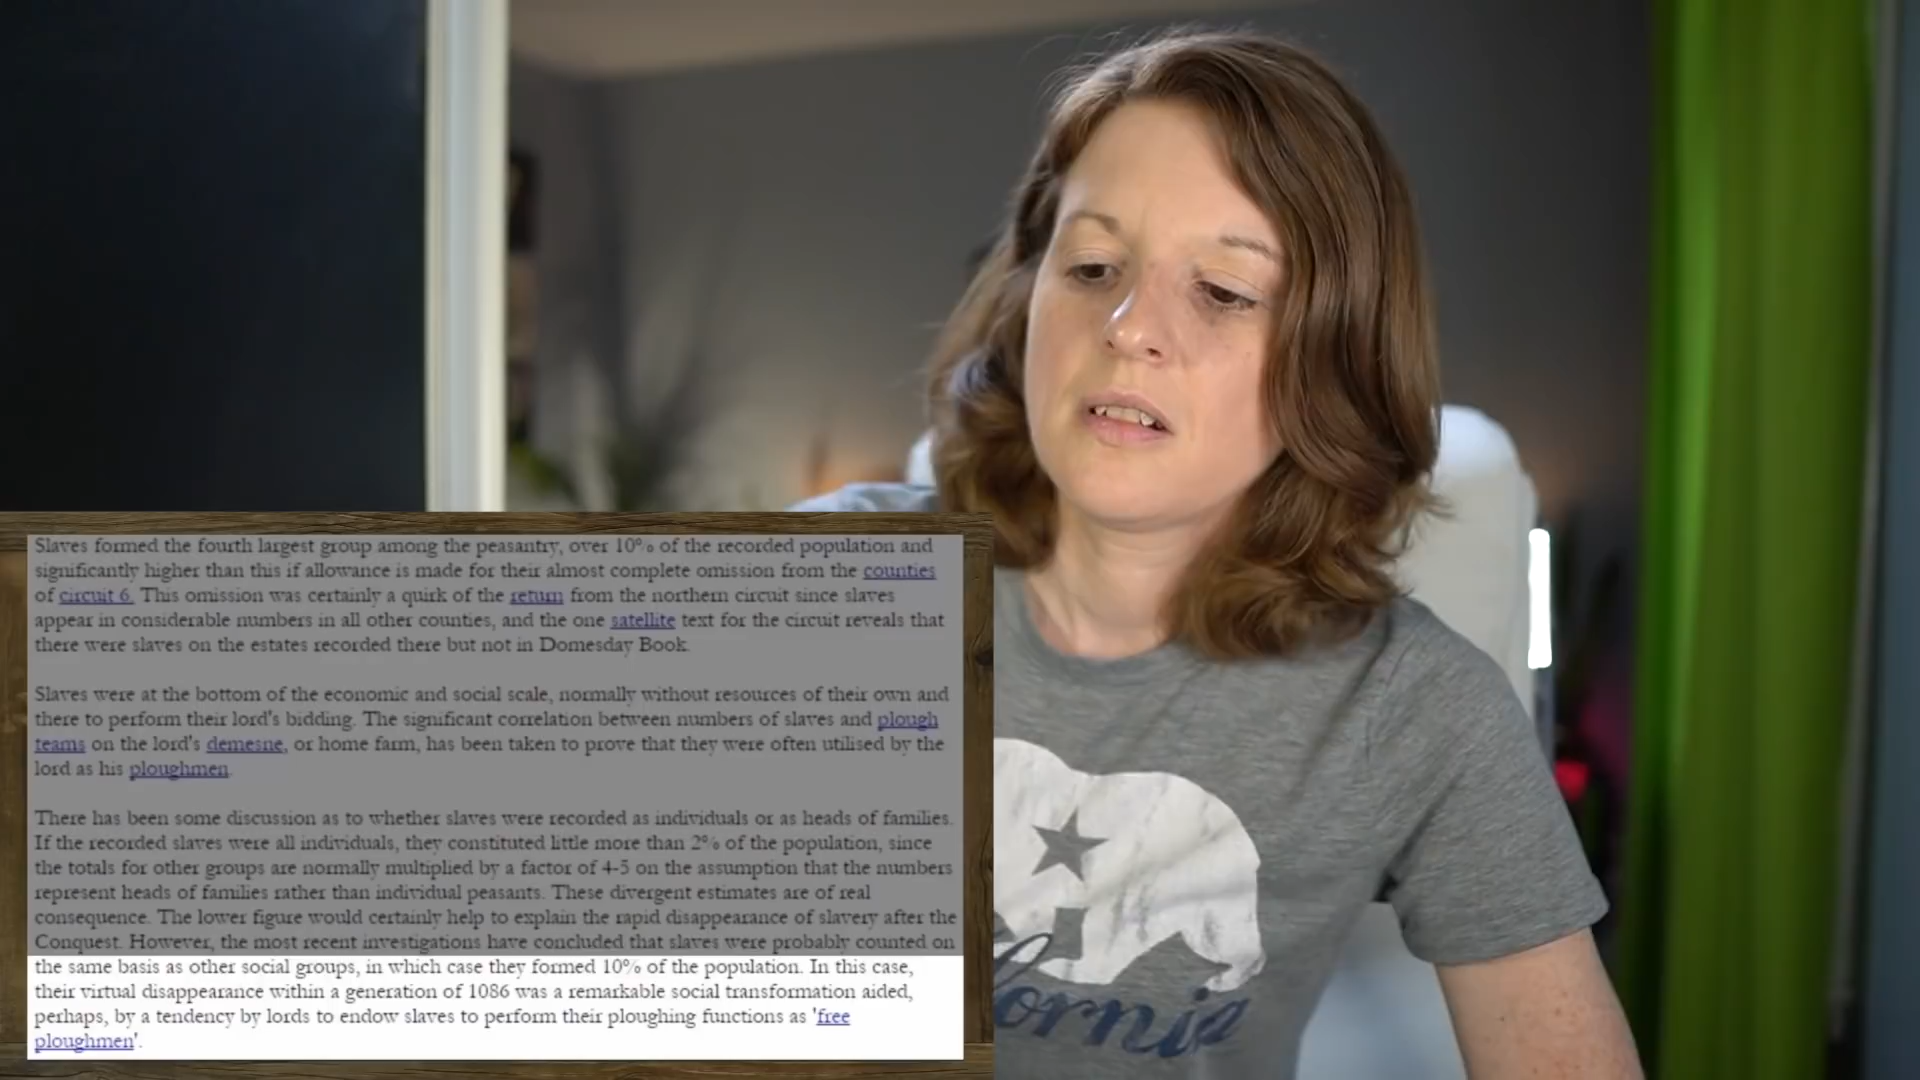 Slaves formed the fourth largest group among the peasantry, over 10% of the recorded population and
significantly higher than this if allowance is made for their almost complete omission from the counties
of circuit 6. This omission was certainly a quirk of the return from the northern circuit since slaves
appear in considerable numbers in all other counties, and the one satellite text for the circuit reveals that
there were slaves on the estates recorded there but not in Domesday Book.
Slaves were at the bottom of the economic and social scale, normally without resources of their own and
there to perform their lord's bidding. The significant correlation between numbers of slaves and plough
teams on the lord's demesne, or home farm, has been taken to prove that they were often utilised by the
lord as his ploughmen.
There has been some discussion as to whether slaves were recorded as individuals or as heads of families.
If the recorded slaves were all individuals, they constituted little more than 2% of the population, since
the totals for other groups are normally multiplied by a factor of 4-5 on the assumption that the numbers
represent heads of families rather than individual peasants. These divergent estimates are of real
consequence. The lower figure would certainly help to explain the rapid disappearance of slavery after the
Conquest. However, the most recent investigations have concluded that slaves were probably counted on
the same basis as other social groups, in which case they formed 10% of the population. In this case,
their virtual disappearance within a generation of 1086 was a remarkable social transformation aided,
perhaps, by a tendency by lords to endow slaves to perform their ploughing functions as 'free
ploughmen'.
fornia